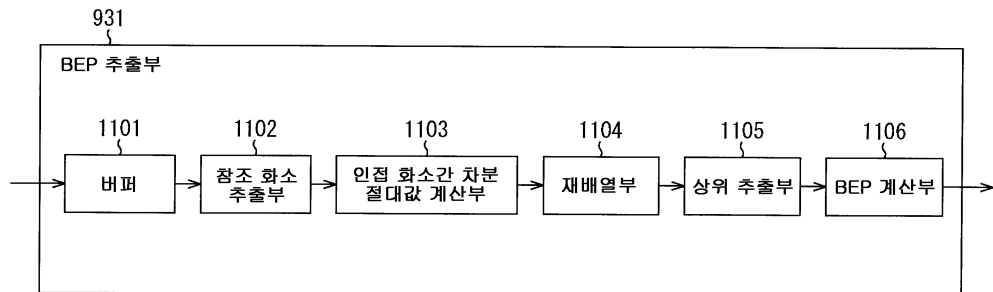 931
BEP 추출부
1101
1102
1103
1104
1105
1106
버퍼
참조 화소
추출부
인접 화소간 차분
절대값 계산부
재배열부
상위 추출부
BEP 계산부